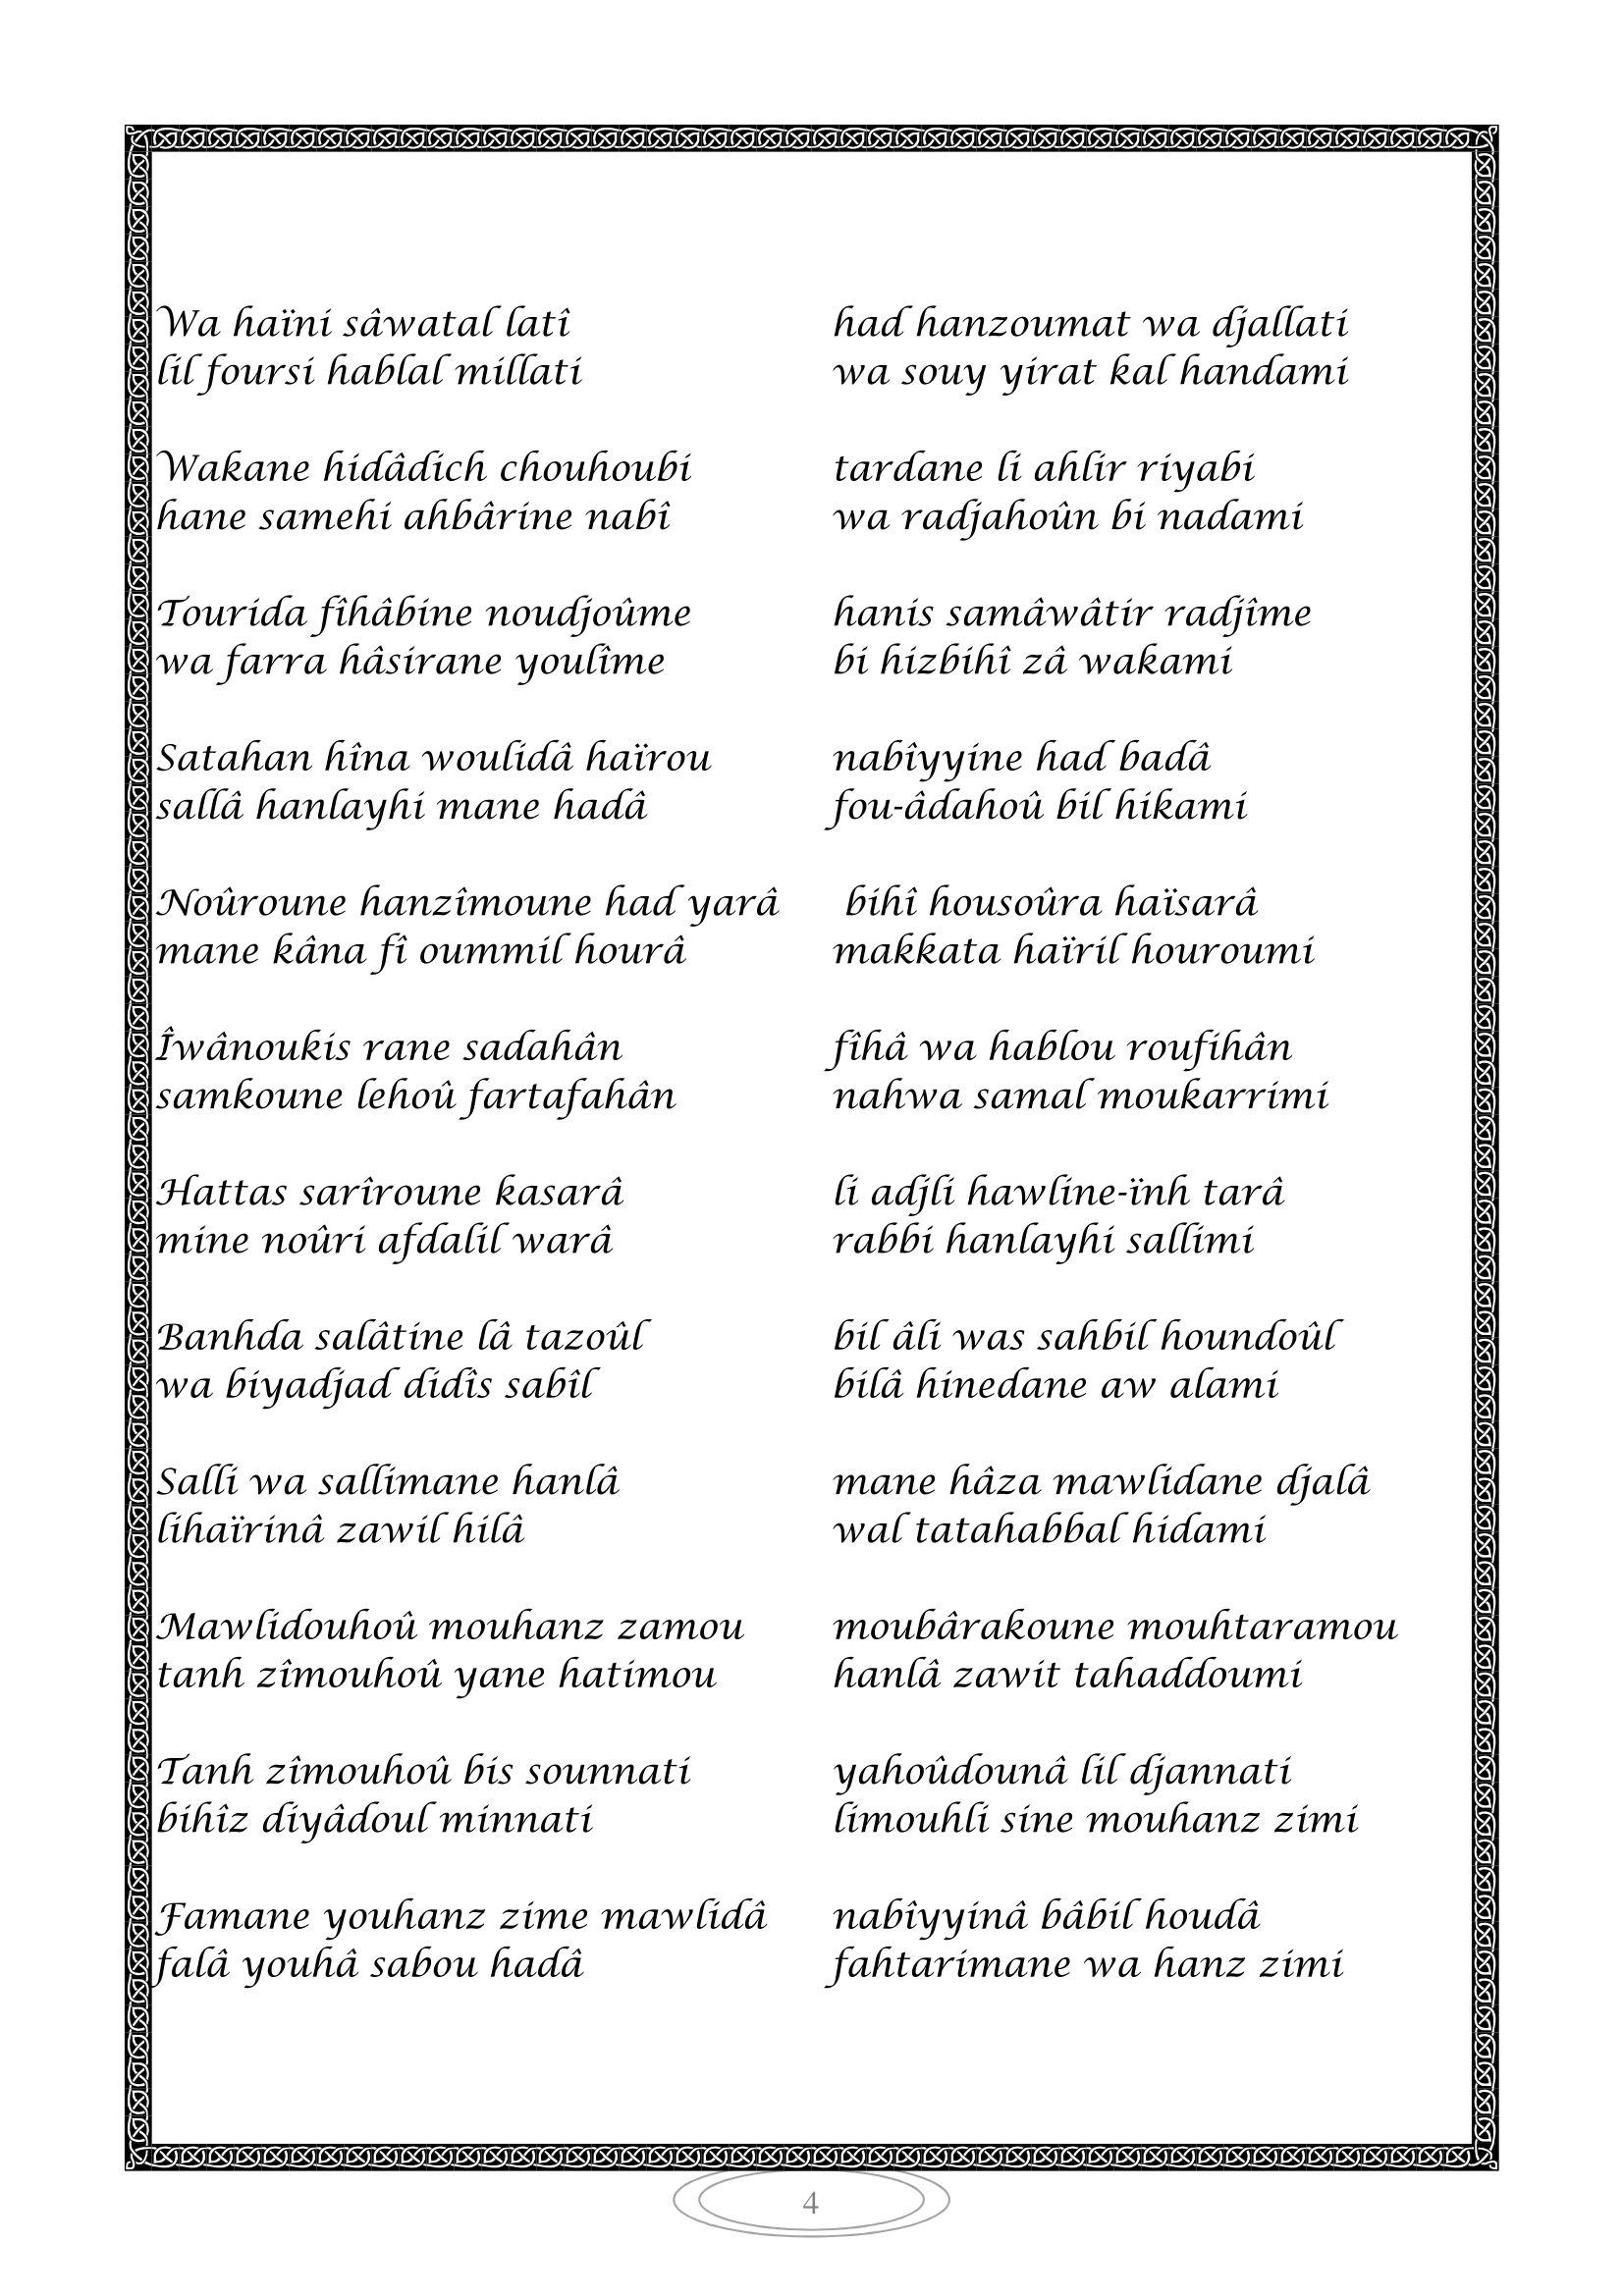 Wa haïni sâwatal latî had hanzoumat wa djallati
lil foursi hablal millati wa souy yirat kal handami
Wakane hidâdich chouhoubi tardane li ahlir riyabi
hane samehi ahbârine nabî wa radjahoûn bi nadami
Tourida fîhâbine noudjoûme hanis samâwâtir radjîme
wa farra hâsirane youlîme bi hizbihî zâ wakami
Satahan hîna woulidâ haïrou nabîyyine had badâ
sallâ hanlayhi mane hadâ fou-âdahoû bil hikami
Noûroune hanzîmoune had yarâ bihî housoûra haïsarâ
mane kâna fî oummil hourâ makkata haïril houroumi
Îwânoukis rane sadahân fîhâ wa hablou roufihân
samkoune lehoû fartafahân nahwa samal moukarrimi
Hattas sarîroune kasarâ li adjli hawline-ïnh tarâ
mine noûri afdalil warâ rabbi hanlayhi sallimi
Banhda salâtine lâ tazoûl bil âli was sahbil houndoûl
wa biyadjad didîs sabîl bilâ hinedane aw alami
Salli wa sallimane hanlâ mane hâza mawlidane djalâ
lihaïrinâ zawil hilâ wal tatahabbal hidami
Mawlidouhoû mouhanz zamou moubârakoune mouhtaramou
tanh zîmouhoû yane hatimou hanlâ zawit tahaddoumi
Tanh zîmouhoû bis sounnati yahoûdounâ lil djannati
bihîz diyâdoul minnati limouhli sine mouhanz zimi
Famane youhanz zime mawlidâ nabîyyinâ bâbil houdâ
falâ youhâ sabou hadâ fahtarimane wa hanz zimi
4